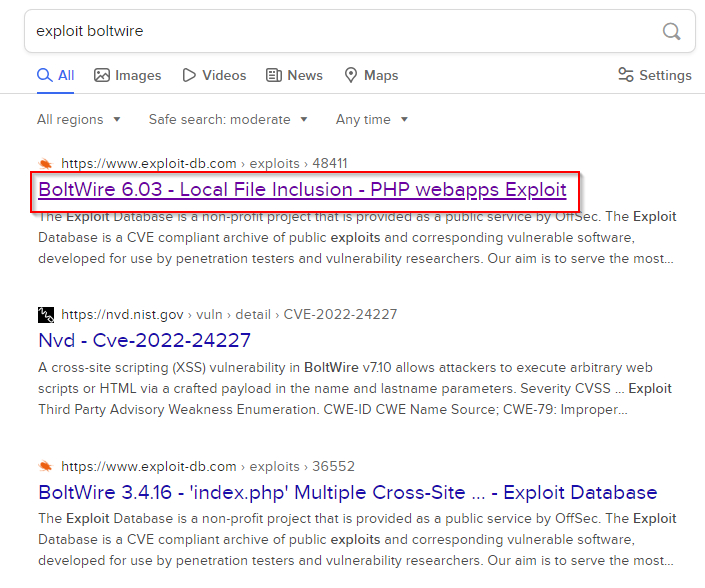 exploit boltwire
All Images Videos News Maps Settings
All regions Safe search: moderate Any time
https://www.exploit-db.com › exploits › 48411
BoltWire 6.03 - Local File Inclusion - PHP webapps Exploit
The Exploit Database is a non-profit project that is provided as a public service by OffSec. The Exploit
Database is a CVE compliant archive of public exploits and corresponding vulnerable software,
developed for use by penetration testers and vulnerability researchers. Our aim is to serve the most...
https://nvd.nist.gov › vuln › detail › CVE-2022-24227
Nvd - Cve-2022-24227
A cross-site scripting (XSS) vulnerability in BoltWire v7.10 allows attackers to execute arbitrary web
scripts or HTML via a crafted payload in the name and lastname parameters. Severity CVSS ... Exploit
Third Party Advisory Weakness Enumeration. CWE-ID CWE Name Source; CWE-79: Improper...
https://www.exploit-db.com › exploits › 36552
BoltWire 3.4.16 - 'index.php' Multiple Cross-Site ... - Exploit Database
The Exploit Database is a non-profit project that is provided as a public service by OffSec. The Exploit
Database is a CVE compliant archive of public exploits and corresponding vulnerable software,
developed for use by penetration testers and vulnerability researchers. Our aim is to serve the most...